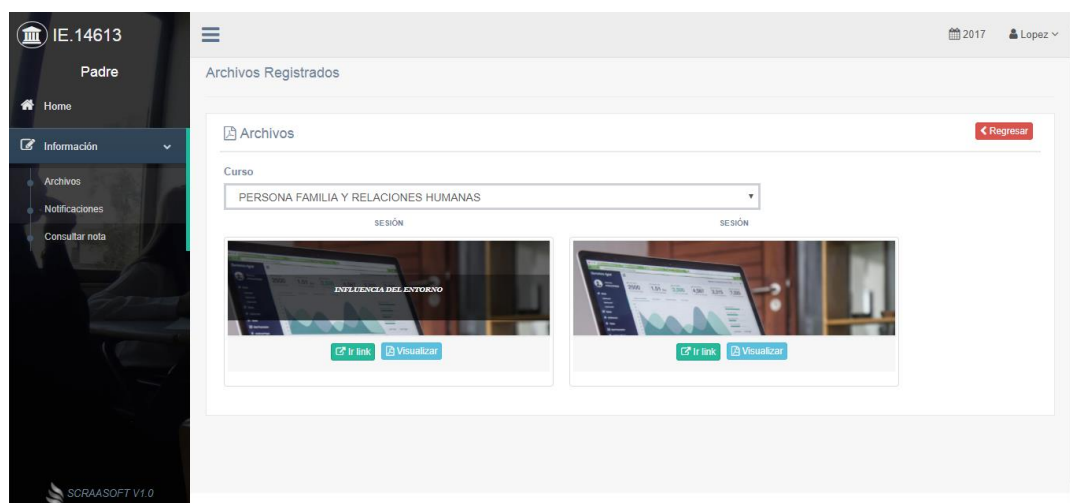 IE.14613
2017
Lopez
Padre
Home
Información
Archivos
Notificaciones
Consultar nota
SCRAASOFT V1.0
Archivos Registrados
Archivos
Regresar
Curso
PERSONA FAMILIA Y RELACIONES HUMANAS
SESIÓN
SESIÓN
INFLUENCIA DEL ENTORNO
Ir link
Visualizar
Ir link
Visualizar